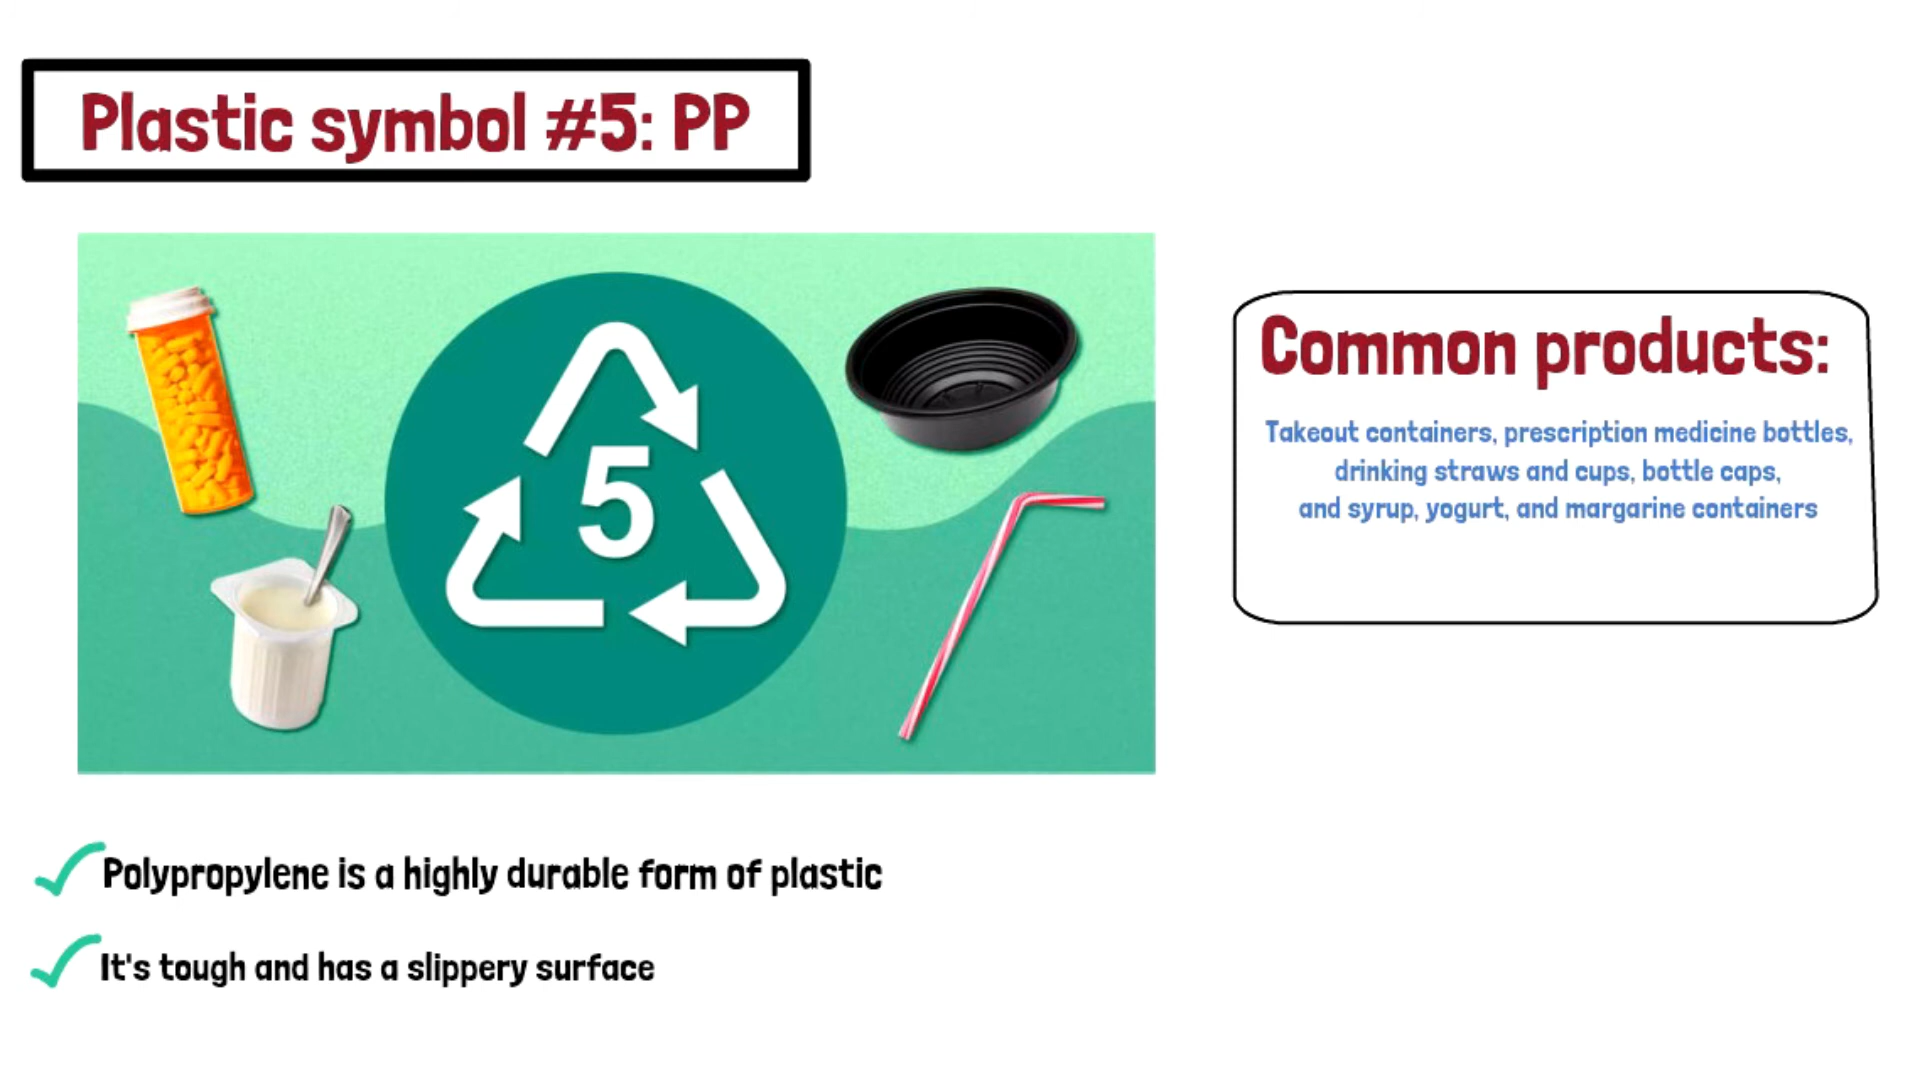 Plastic symbol #5: PP
5
Common products:
Takeout containers, prescription medicine bottles,
drinking straws and cups, bottle caps,
and syrup, yogurt, and margarine containers
Polypropylene is a highly durable form of plastic
It's tough and has a slippery surface